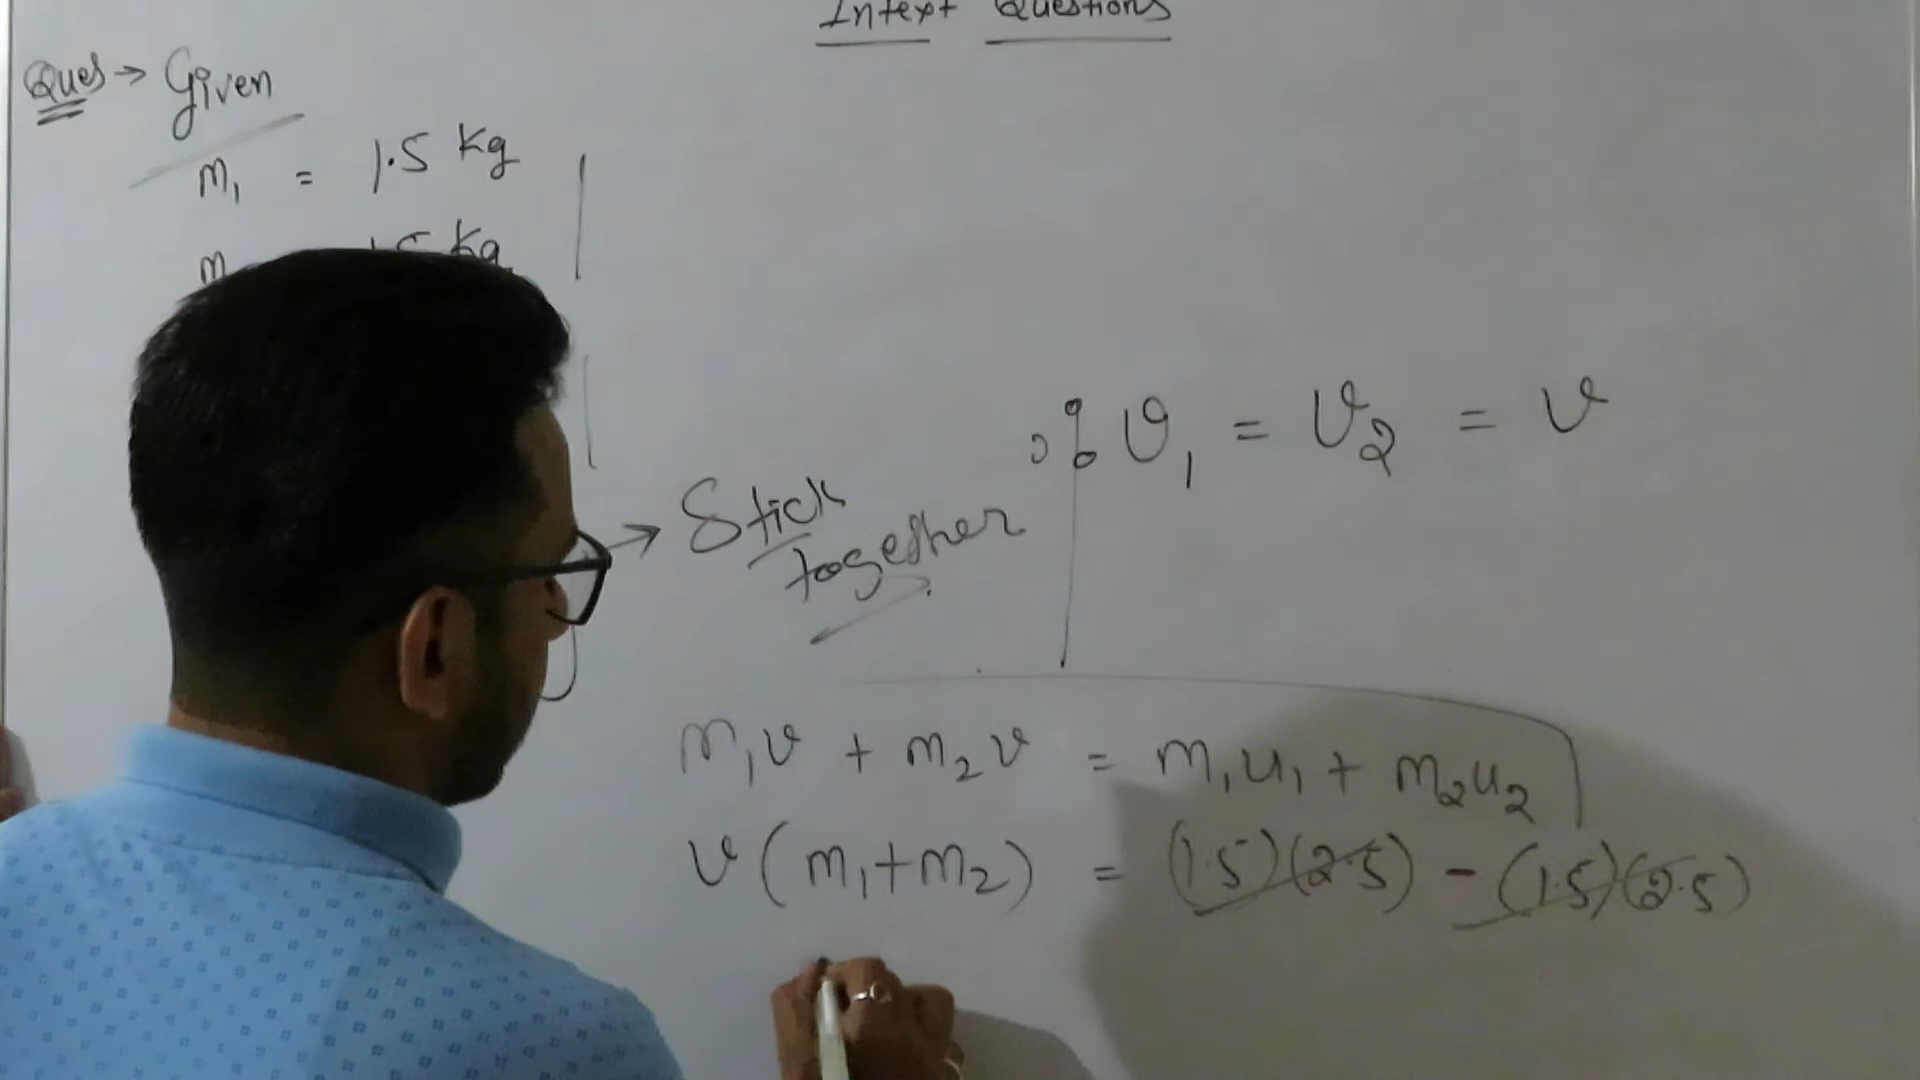 Intext Questions
Ques → Given
m₁ = 1.5 Kg
m 1.5 Kg
v₁ = v₂ = v
→ Stick
together
m₁v + m₂v = m₁u₁ + m₂u₂
v(m₁+m₂) = (1.5)(2.5) - (1.5)(2.5)